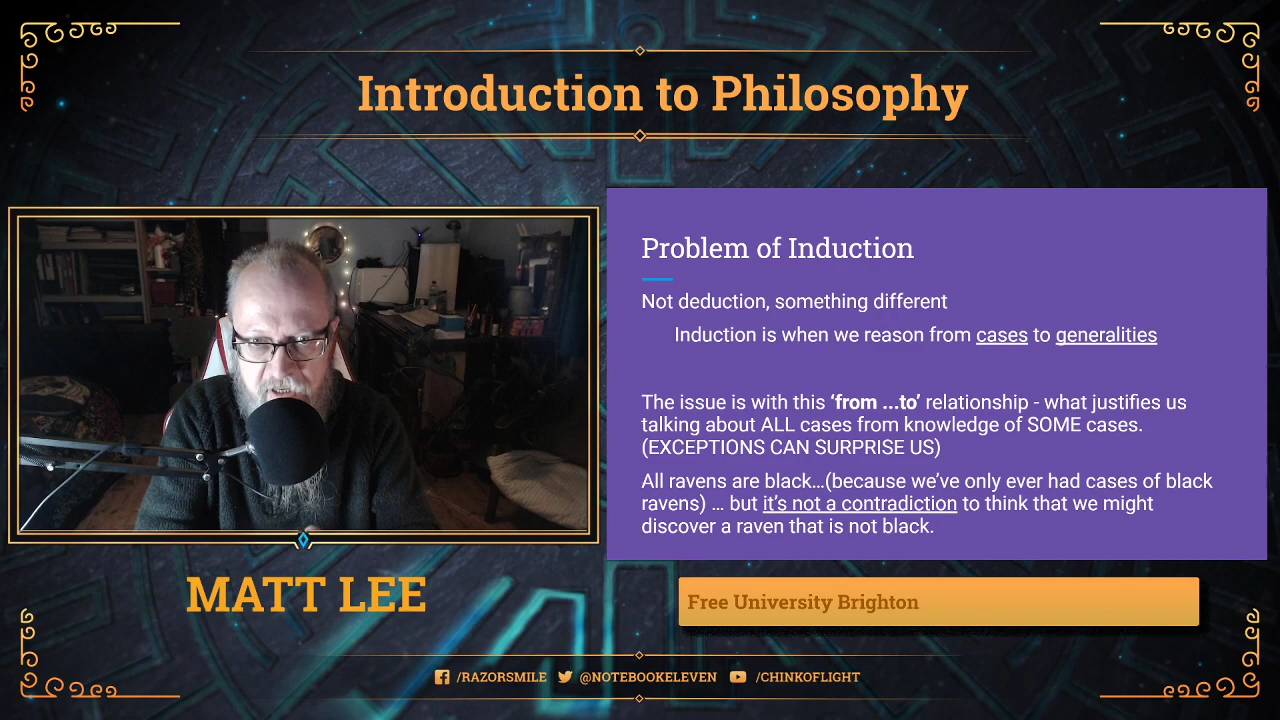 Introduction to Philosophy
Problem of Induction
Not deduction, something different
Induction is when we reason from cases to generalities
The issue is with this ‘from ...to’ relationship - what justifies us
talking about ALL cases from knowledge of SOME cases.
(EXCEPTIONS CAN SURPRISE US)
All ravens are black...(because we’ve only ever had cases of black
ravens) ... but it’s not a contradiction to think that we might
discover a raven that is not black.
MATT LEE
Free University Brighton
/RAZORSMILE @NOTEBOOKELEVEN /CHINKOFLIGHT